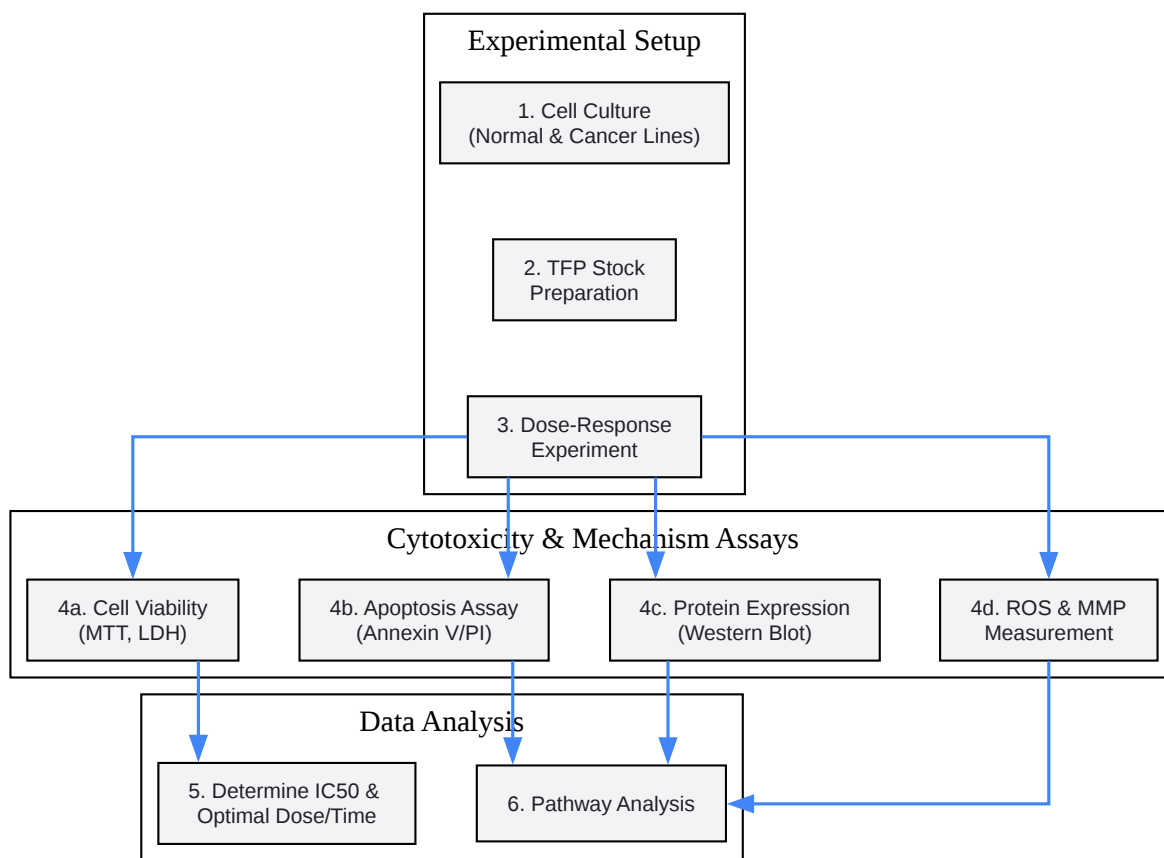 Experimental Setup
1. Cell Culture
(Normal & Cancer Lines)
2. TFP Stock
Preparation
3. Dose-Response
Experiment
Cytotoxicity & Mechanism Assays
4a. Cell Viability
(MTT, LDH)
4b. Apoptosis Assay
(Annexin V/PI)
4c. Protein Expression
(Western Blot)
4d. ROS & MMP
Measurement
Data Analysis
5. Determine IC50 &
Optimal Dose/Time
6. Pathway Analysis